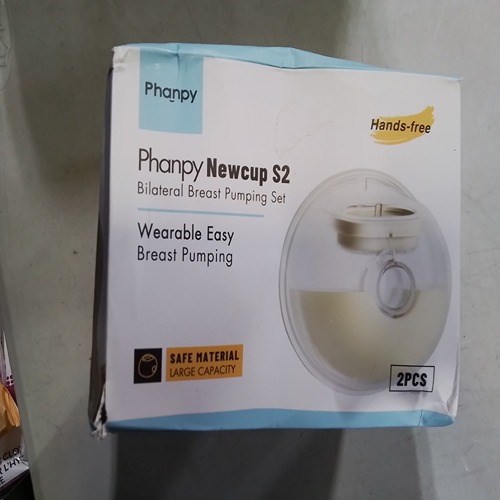 Phanpy
Hands-free
Phanpy Newcup S2
Bilateral Breast Pumping Set
Wearable Easy
Breast Pumping
SAFE MATERIAL
LARGE CAPACITY
2PCS